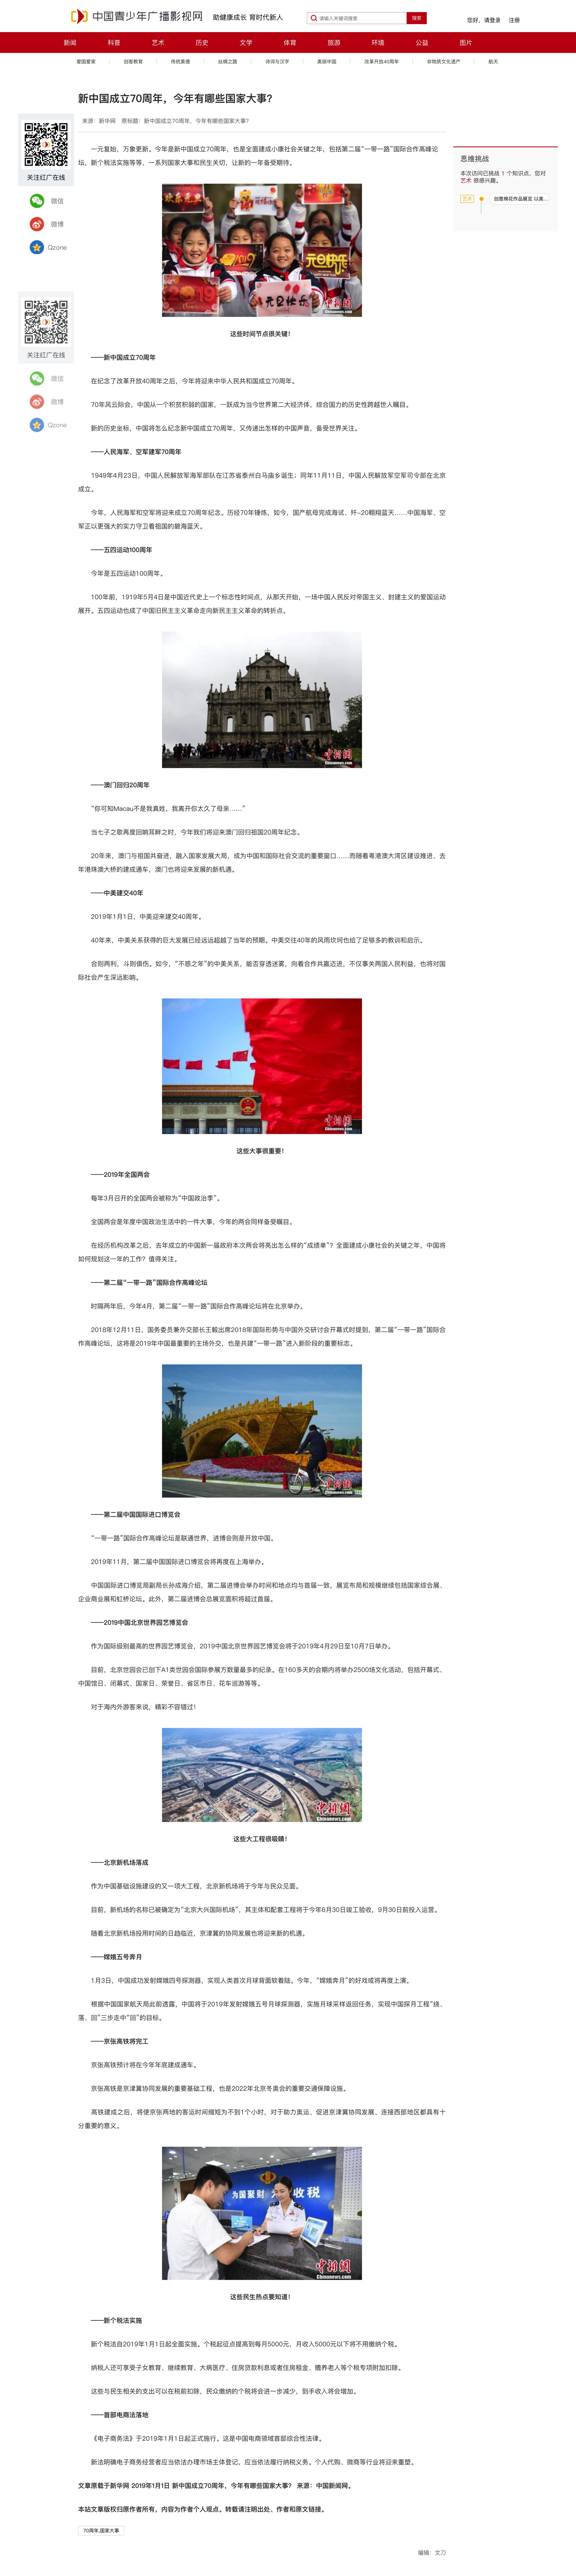 中国青少年广播影视网
助健康成长 育时代新人
请输入关键词搜索
搜索
您好，请登录 注册
新闻 科普 艺术 历史 文学 体育 旅游 环境 公益 图片
爱国爱家 创客教育 传统美德 丝绸之路 诗词与汉字 美丽中国 改革开放40周年 非物质文化遗产 航天
新中国成立70周年，今年有哪些国家大事？
来源：新华网 原标题：新中国成立70周年，今年有哪些国家大事？
关注红广在线
微信
微博
Qzone
关注红广在线
微信
微博
Qzone
思维挑战
本次访问已挑战 1 个知识点，您对
艺术 很感兴趣。
艺术
创意棉花作品展览 以美...
一元复始，万象更新。今年是新中国成立70周年，也是全面建成小康社会关键之年，包括第二届“一带一路”国际合作高峰论
坛、新个税法实施等等，一系列国家大事和民生关切，让新的一年备受期待。
2019
元旦快乐
中新网
Chinanews.com
这些时间节点很关键！
——新中国成立70周年
在纪念了改革开放40周年之后，今年将迎来中华人民共和国成立70周年。
70年风云际会，中国从一个积贫积弱的国家，一跃成为当今世界第二大经济体，综合国力的历史性跨越世人瞩目。
新的历史坐标，中国将怎么纪念新中国成立70周年，又传递出怎样的中国声音，备受世界关注。
——人民海军、空军建军70周年
1949年4月23日，中国人民解放军海军部队在江苏省泰州白马庙乡诞生；同年11月11日，中国人民解放军空军司令部在北京
成立。
今年，人民海军和空军将迎来成立70周年纪念。历经70年锤炼，如今，国产航母完成海试、歼-20翱翔蓝天……中国海军、空
军正以更强大的实力守卫着祖国的碧海蓝天。
——五四运动100周年
今年是五四运动100周年。
100年前，1919年5月4日是中国近代史上一个标志性时间点，从那天开始，一场中国人民反对帝国主义、封建主义的爱国运动
展开。五四运动也成了中国旧民主主义革命走向新民主主义革命的转折点。
中新网
Chinanews.com
——澳门回归20周年
“你可知Macau不是我真姓，我离开你太久了母亲……”
当七子之歌再度回响耳畔之时，今年我们将迎来澳门回归祖国20周年纪念。
20年来，澳门与祖国共奋进，融入国家发展大局，成为中国和国际社会交流的重要窗口……而随着粤港澳大湾区建设推进、去
年港珠澳大桥的建成通车，澳门也将迎来发展的新机遇。
——中美建交40年
2019年1月1日，中美迎来建交40周年。
40年来，中美关系获得的巨大发展已经远远超越了当年的预期。中美交往40年的风雨坎坷也给了足够多的教训和启示。
合则两利，斗则俱伤。如今，“不惑之年”的中美关系，能否穿透迷雾，向着合作共赢迈进，不仅事关两国人民利益，也将对国
际社会产生深远影响。
中新网
Chinanews.com
这些大事很重要！
——2019年全国两会
每年3月召开的全国两会被称为“中国政治季”。
全国两会是年度中国政治生活中的一件大事，今年的两会同样备受瞩目。
在经历机构改革之后，去年成立的中国新一届政府本次两会将亮出怎么样的“成绩单”？全面建成小康社会的关键之年，中国将
如何规划这一年的工作？值得关注。
——第二届“一带一路”国际合作高峰论坛
时隔两年后，今年4月，第二届“一带一路”国际合作高峰论坛将在北京举办。
2018年12月11日，国务委员兼外交部长王毅出席2018年国际形势与中国外交研讨会开幕式时提到，第二届“一带一路”国际合
作高峰论坛，这将是2019年中国最重要的主场外交，也是共建“一带一路”进入新阶段的重要标志。
中新网
Chinanews.com
——第二届中国国际进口博览会
“一带一路”国际合作高峰论坛是联通世界，进博会则是开放中国。
2019年11月，第二届中国国际进口博览会将再度在上海举办。
中国国际进口博览局副局长孙成海介绍，第二届进博会举办时间和地点均与首届一致，展览布局和规模继续包括国家综合展、
企业商业展和虹桥论坛。此外，第二届进博会总展览面积将超过首届。
——2019中国北京世界园艺博览会
作为国际级别最高的世界园艺博览会，2019中国北京世界园艺博览会将于2019年4月29日至10月7日举办。
目前，北京世园会已创下A1类世园会国际参展方数量最多的纪录。在160多天的会期内将举办2500场文化活动，包括开幕式、
中国馆日、闭幕式、国家日、荣誉日、省区市日、花车巡游等等。
对于海内外游客来说，精彩不容错过！
中新网
Chinanews.com
这些大工程很吸睛！
——北京新机场落成
作为中国基础设施建设的又一项大工程，北京新机场将于今年与民众见面。
目前，新机场的名称已被确定为“北京大兴国际机场”，其主体和配套工程将于今年6月30日竣工验收，9月30日前投入运营。
随着北京新机场投用时间的日趋临近，京津冀的协同发展也将迎来新的机遇。
——嫦娥五号奔月
1月3日，中国成功发射嫦娥四号探测器，实现人类首次月球背面软着陆。今年，“嫦娥奔月”的好戏或将再度上演。
根据中国国家航天局此前透露，中国将于2019年发射嫦娥五号月球探测器，实施月球采样返回任务，实现中国探月工程“绕、
落、回”三步走中“回”的目标。
——京张高铁将完工
京张高铁预计将在今年年底建成通车。
京张高铁是京津冀协同发展的重要基础工程，也是2022年北京冬奥会的重要交通保障设施。
高铁建成之后，将使京张两地的客运时间缩短为不到1个小时，对于助力奥运、促进京津冀协同发展、连接西部地区都具有十
分重要的意义。
为国聚财
收税
中新网
Chinanews.com
这些民生热点要知道！
——新个税法实施
新个税法自2019年1月1日起全面实施。个税起征点提高到每月5000元，月收入5000元以下将不用缴纳个税。
纳税人还可享受子女教育、继续教育、大病医疗、住房贷款利息或者住房租金、赡养老人等个税专项附加扣除。
这些与民生相关的支出可以在税前扣除，民众缴纳的个税将会进一步减少，到手收入将会增加。
——首部电商法落地
《电子商务法》于2019年1月1日起正式施行。这是中国电商领域首部综合性法律。
新法明确电子商务经营者应当依法办理市场主体登记，应当依法履行纳税义务。个人代购、微商等行业将迎来重塑。
文章原载于新华网 2019年1月1日 新中国成立70周年，今年有哪些国家大事？ 来源：中国新闻网。
本站文章版权归原作者所有，内容为作者个人观点。转载请注明出处、作者和原文链接。
70周年,国家大事
编辑：文刀